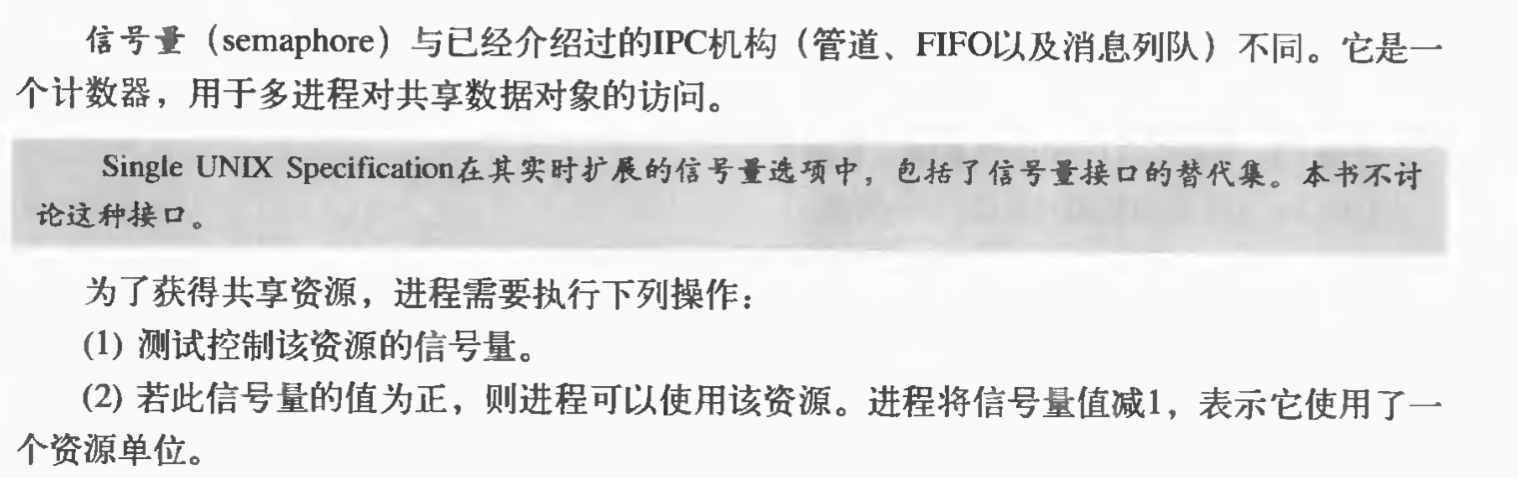 信号量（semaphore）与已经介绍过的IPC机构（管道、FIFO以及消息列队）不同。它是一
个计数器，用于多进程对共享数据对象的访问。
Single UNIX Specification在其实时扩展的信号量选项中，包括了信号量接口的替代集。本书不讨
论这种接口。
为了获得共享资源，进程需要执行下列操作：
(1) 测试控制该资源的信号量。
(2) 若此信号量的值为正，则进程可以使用该资源。进程将信号量值减1，表示它使用了一
个资源单位。